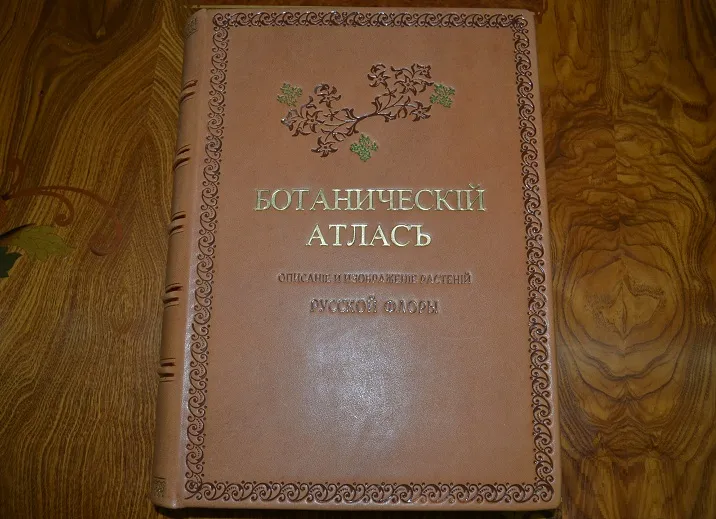 БОТАНИЧЕСКІЙ
АТЛАСЪ
ОПИСАНІЕ И ИЗОБРАЖЕНІЕ РАСТЕНІЙ
РУССКОЙ ФЛОРЫ